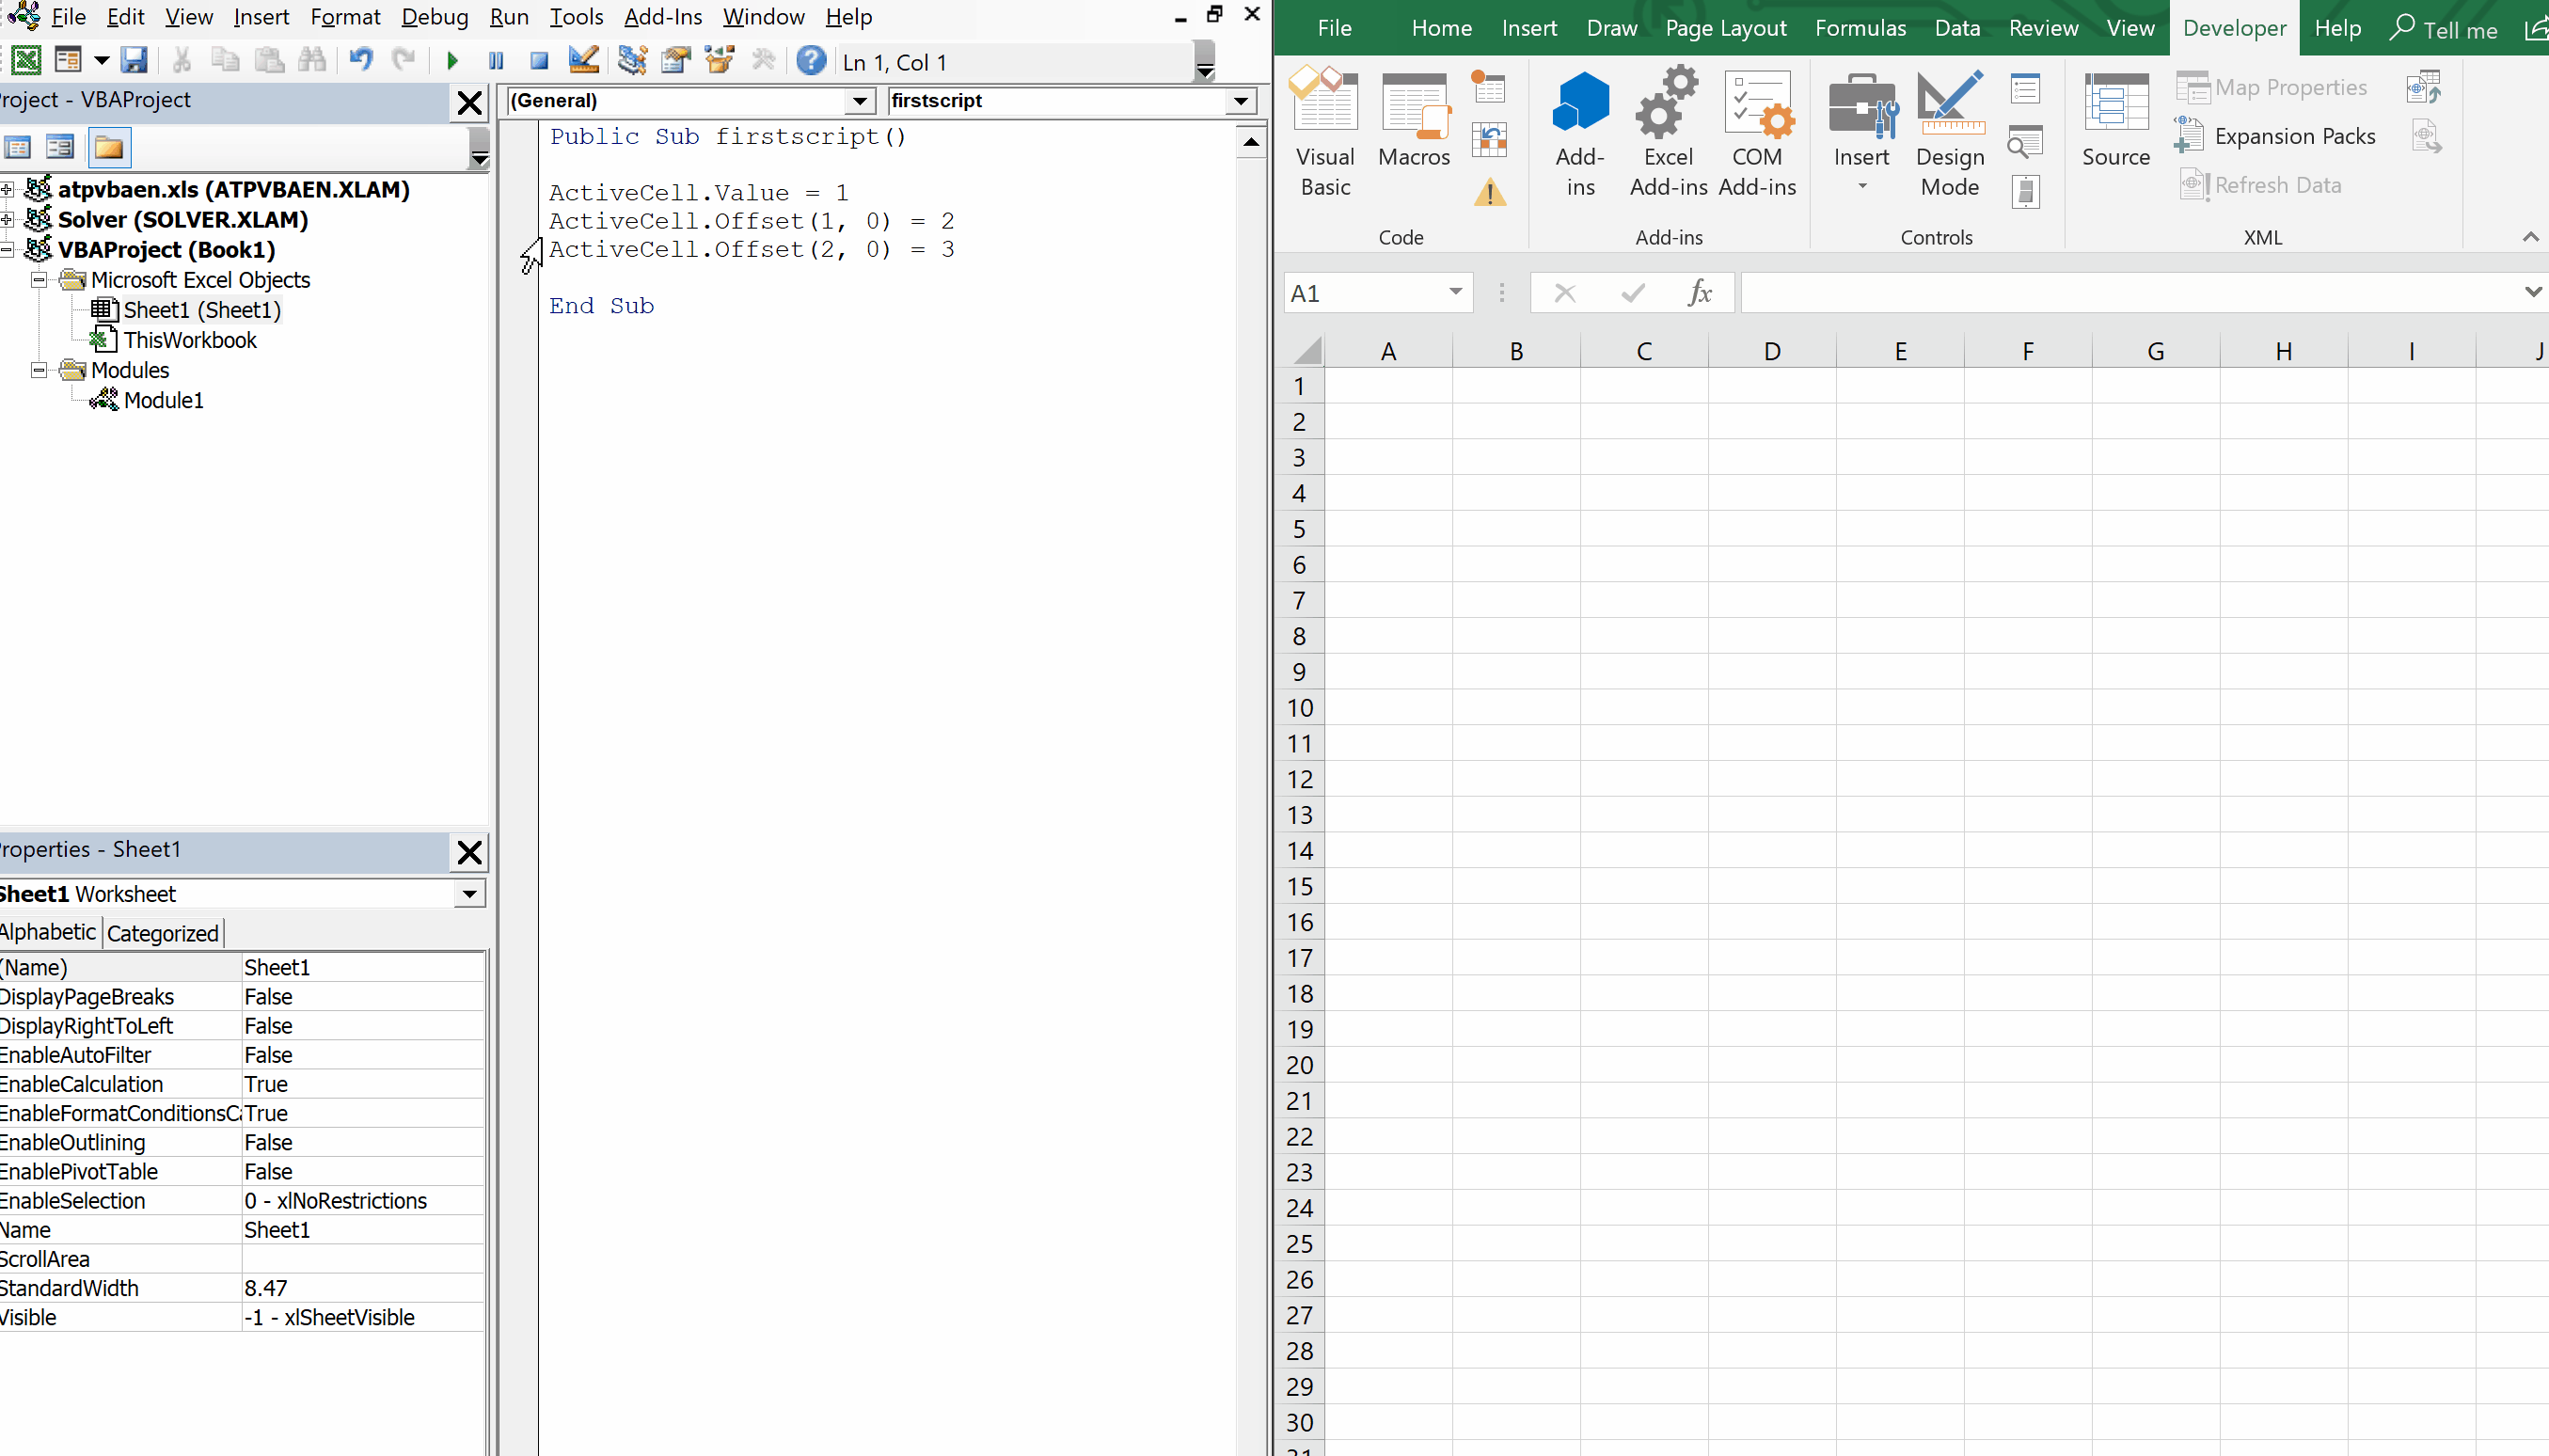 File Edit View Insert Format Debug Run Tools Add-Ins Window Help
Ln 1, Col 1
roject - VBAProject
atpvbaen.xls (ATPVBAEN.XLAM)
Solver (SOLVER.XLAM)
VBAProject (Book1)
Microsoft Excel Objects
Sheet1 (Sheet1)
ThisWorkbook
Modules
Module1
roperties - Sheet1
Sheet1 Worksheet
Alphabetic Categorized
(Name) Sheet1
DisplayPageBreaks False
DisplayRightToLeft False
EnableAutoFilter False
EnableCalculation True
EnableFormatConditionsCa True
EnableOutlining False
EnablePivotTable False
EnableSelection 0 - xlNoRestrictions
Name Sheet1
ScrollArea
StandardWidth 8.47
Visible -1 - xlSheetVisible
(General) firstscript
Public Sub firstscript()
ActiveCell.Value = 1
ActiveCell.Offset(1, 0) = 2
ActiveCell.Offset(2, 0) = 3
End Sub
File Home Insert Draw Page Layout Formulas Data Review View Developer Help Tell me
Visual Basic
Macros
Code
Add-ins
Excel Add-ins
COM Add-ins
Add-ins
Insert
Design Mode
Controls
Source
Map Properties
Expansion Packs
Refresh Data
XML
A1 fx
A B C D E F G H I J
1
2
3
4
5
6
7
8
9
10
11
12
13
14
15
16
17
18
19
20
21
22
23
24
25
26
27
28
29
30
31